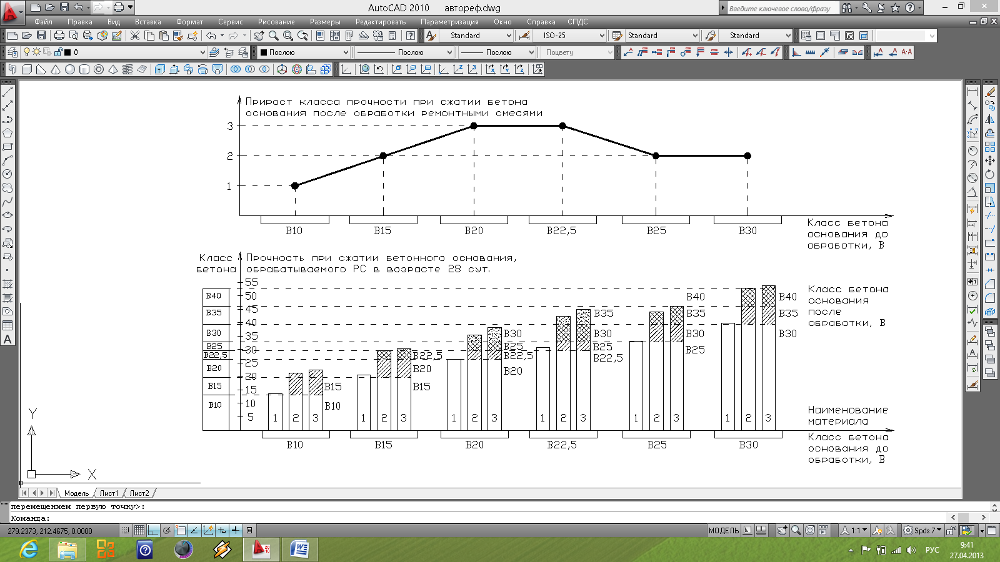 AutoCAD 2010 автореф.dwg
Введите ключевое слово/фразу
Файл Правка Вид Вставка Формат Сервис Рисование Размеры Редактировать Параметризация Окно Справка СПДС
Standard ISO-25 Standard Standard
0 Послою Послою Послою Поцвету
Прирост класса прочности при сжатии бетона
основания после обработки ремонтными смесями
3
2
1
B10 B15 B20 B22,5 B25 B30
Класс бетона
основания до
обработки, В
Класс
бетона
Прочность при сжатии бетонного основания,
обрабатываемого РС в возрасте 28 сут.
B40
B35
B30
B25
B22,5
B20
B15
B10
55
50
45
40
35
30
25
20
15
10
5
B15
B10
B22,5
B20
B15
B30
B25
B22,5
B20
B35
B30
B25
B22,5
B40
B35
B30
B25
B40
B35
B30
Класс бетона
основания
после
обработки, В
1 2 3 1 2 3 1 2 3 1 2 3 1 2 3 1 2 3
Наименование
материала
B10 B15 B20 B22,5 B25 B30
Класс бетона
основания до
обработки, В
Y
X
Модель Лист1 Лист2
перемещением первую точку>:
Команда:
279.2373, 212.4675, 0.0000 МОДЕЛЬ 1:1 Spds 7
РУС
9:41
27.04.2013